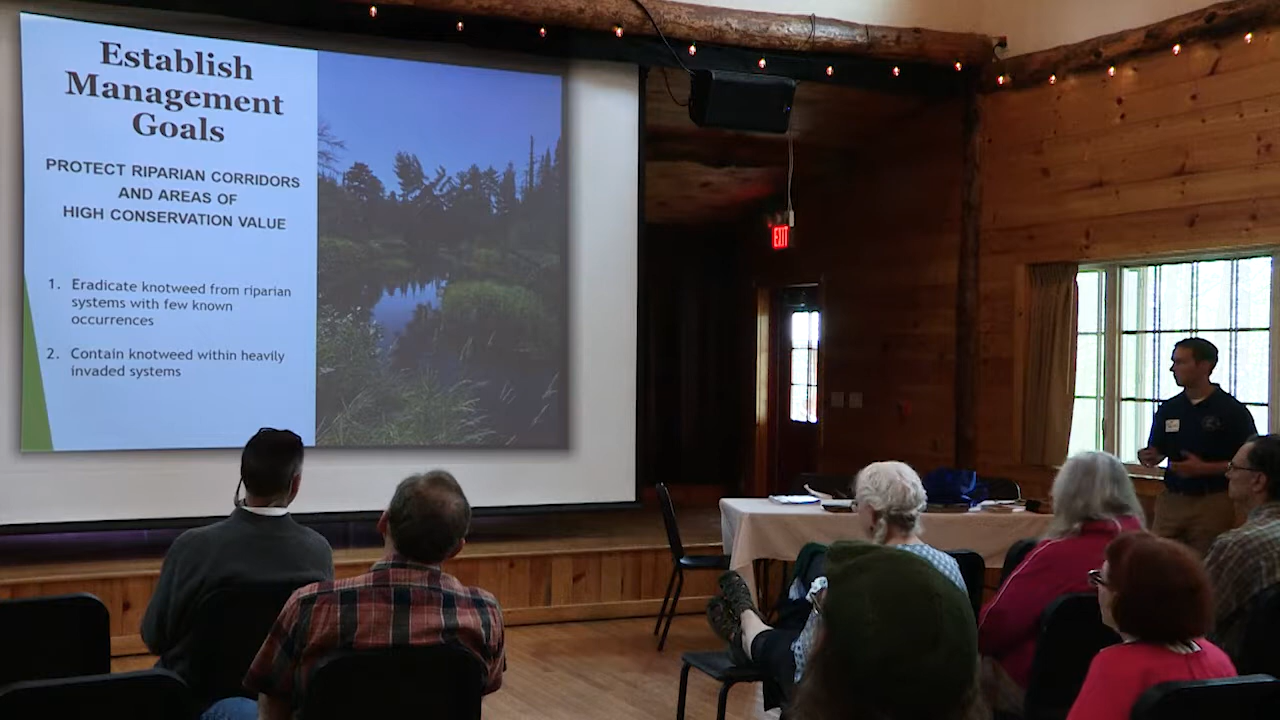 Establish
Management
Goals
PROTECT RIPARIAN CORRIDORS
AND AREAS OF
HIGH CONSERVATION VALUE
1. Eradicate knotweed from riparian
systems with few known
occurrences
2. Contain knotweed within heavily
invaded systems
EXIT